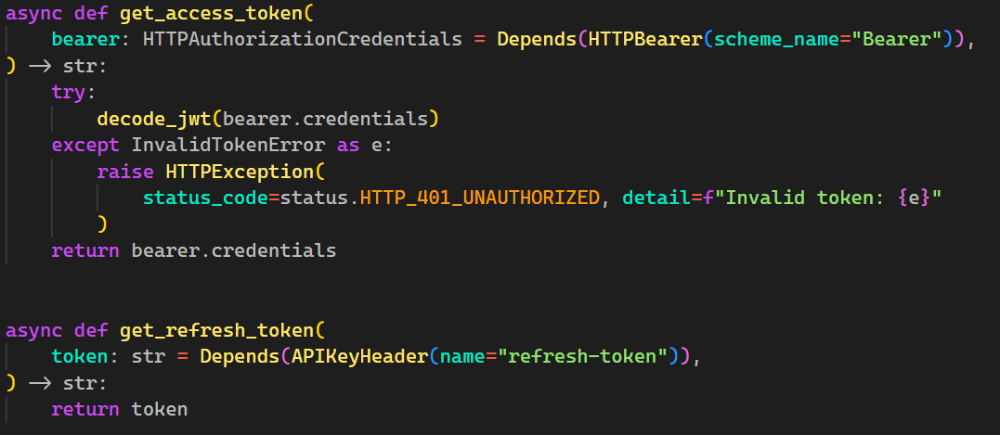 async def get_access_token(
    bearer: HTTPAuthorizationCredentials = Depends(HTTPBearer(scheme_name="Bearer")),
) -> str:
    try:
        decode_jwt(bearer.credentials)
    except InvalidTokenError as e:
        raise HTTPException(
            status_code=status.HTTP_401_UNAUTHORIZED, detail=f"Invalid token: {e}"
        )
    return bearer.credentials
async def get_refresh_token(
    token: str = Depends(APIKeyHeader(name="refresh-token")),
) -> str:
    return token